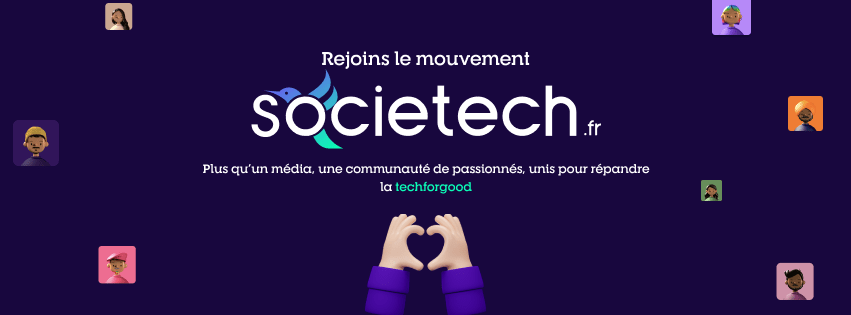 Rejoins le mouvement
societech.fr
Plus qu'un média, une communauté de passionnés, unis pour répandre
la techforgood